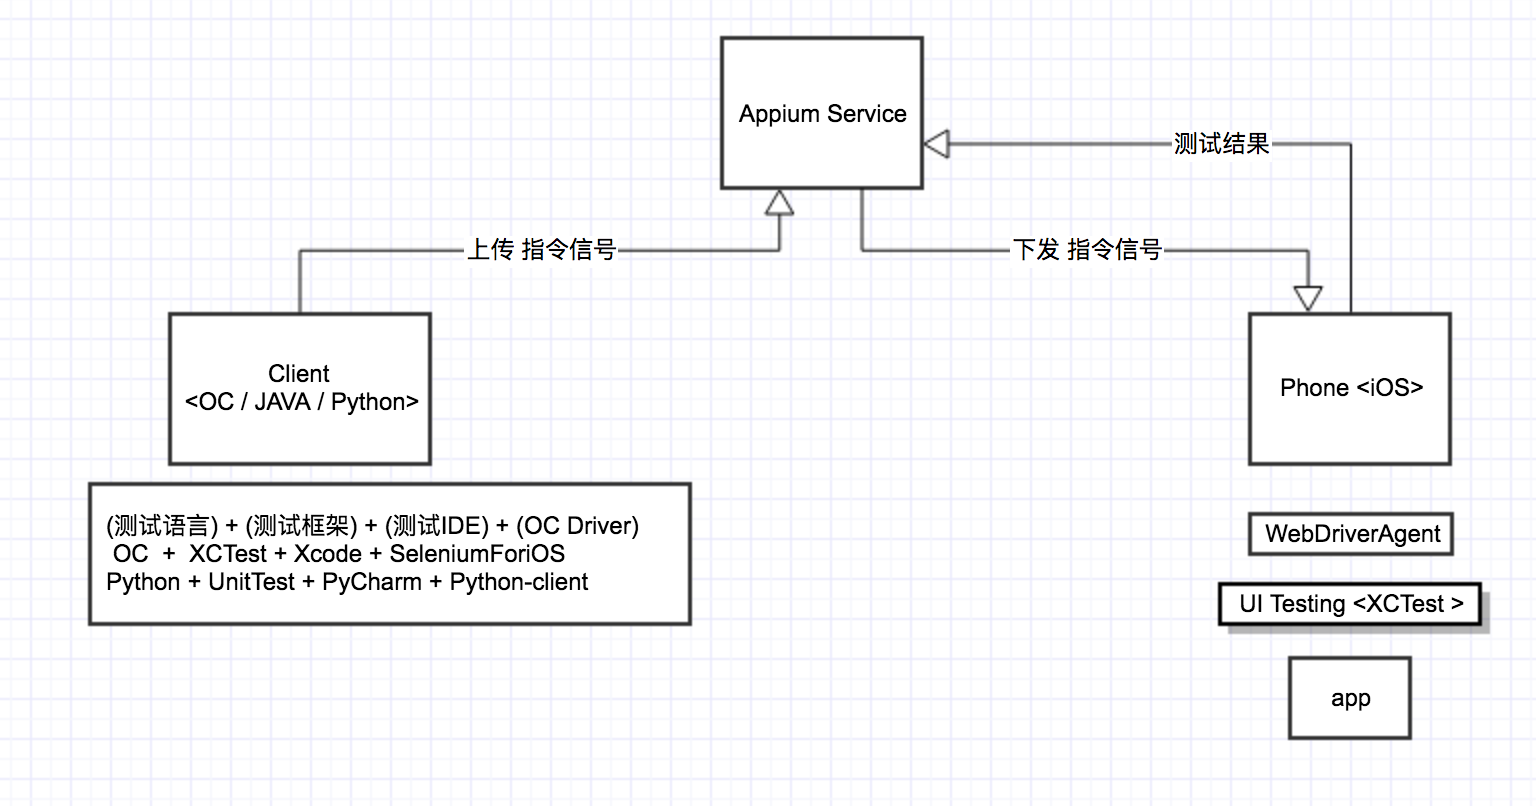 Appium Service
测试结果
上传 指令信号
下发 指令信号
Client
<OC / JAVA / Python>
Phone <iOS>
(测试语言) + (测试框架) + (测试IDE) + (OC Driver)
OC + XCTest + Xcode + SeleniumForiOS
Python + UnitTest + PyCharm + Python-client
WebDriverAgent
UI Testing <XCTest >
app